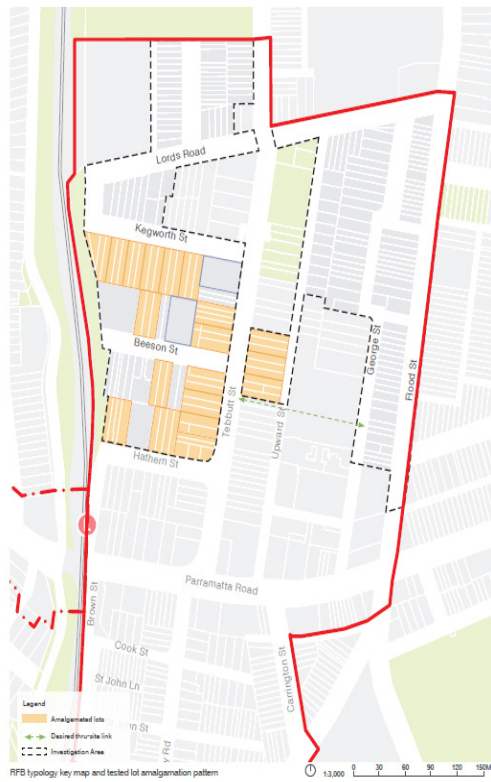 Lords Road
Kegworth St
Beeson St
Tebbutt St
Upward St
George St
Flood St
Hathern St
Parramatta Road
Brown St
Cook St
St John Ln
Carrington St
Legend
Amalgamated lots
Desired thru-site link
Investigation Area
RFB typology key map and tested lot amalgamation pattern
1:3,000
0 30 60 90 120 150M